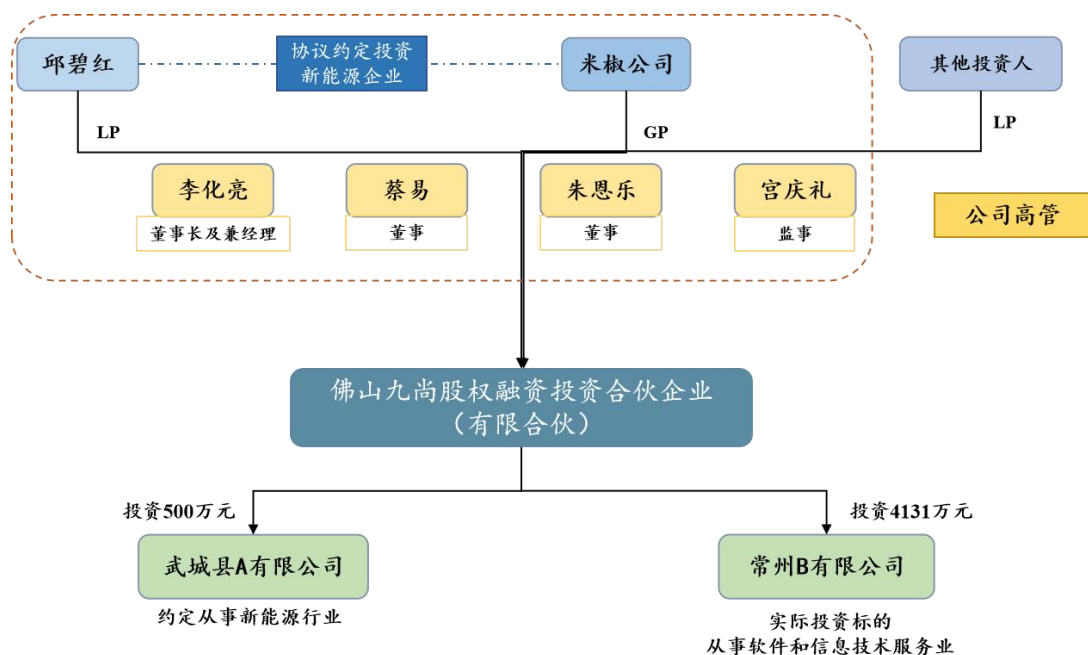 邱碧红
协议约定投资
新能源企业
米椒公司
其他投资人
LP
GP
LP
李化亮
蔡易
朱恩乐
宫庆礼
董事长及兼经理
董事
董事
监事
公司高管
佛山九尚股权融资投资合伙企业
（有限合伙）
投资500万元
投资4131万元
武城县A有限公司
常州B有限公司
约定从事新能源行业
实际投资标的
从事软件和信息技术服务业